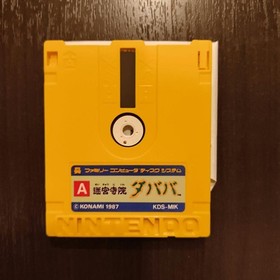 ファミリー コンピュータ ディスク システム
A 迷宮寺院 ダババ
© KONAMI 1987 KDS-MIK
NINTENDO